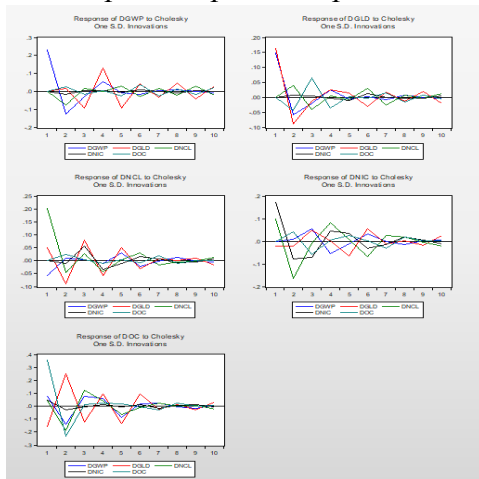 Response of DGWP to Cholesky
One S.D. Innovations
.3
.2
.1
.0
-.1
-.2
1 2 3 4 5 6 7 8 9 10
DGWP DGLD DNCL
DNIC DOC
Response of DGLD to Cholesky
One S.D. Innovations
.20
.15
.10
.05
.00
-.05
-.10
1 2 3 4 5 6 7 8 9 10
DGWP DGLD DNCL
DNIC DOC
Response of DNCL to Cholesky
One S.D. Innovations
.25
.20
.15
.10
.05
.00
-.05
-.10
1 2 3 4 5 6 7 8 9 10
DGWP DGLD DNCL
DNIC DOC
Response of DNIC to Cholesky
One S.D. Innovations
.2
.1
.0
-.1
-.2
1 2 3 4 5 6 7 8 9 10
DGWP DGLD DNCL
DNIC DOC
Response of DOC to Cholesky
One S.D. Innovations
.4
.3
.2
.1
.0
-.1
-.2
-.3
1 2 3 4 5 6 7 8 9 10
DGWP DGLD DNCL
DNIC DOC